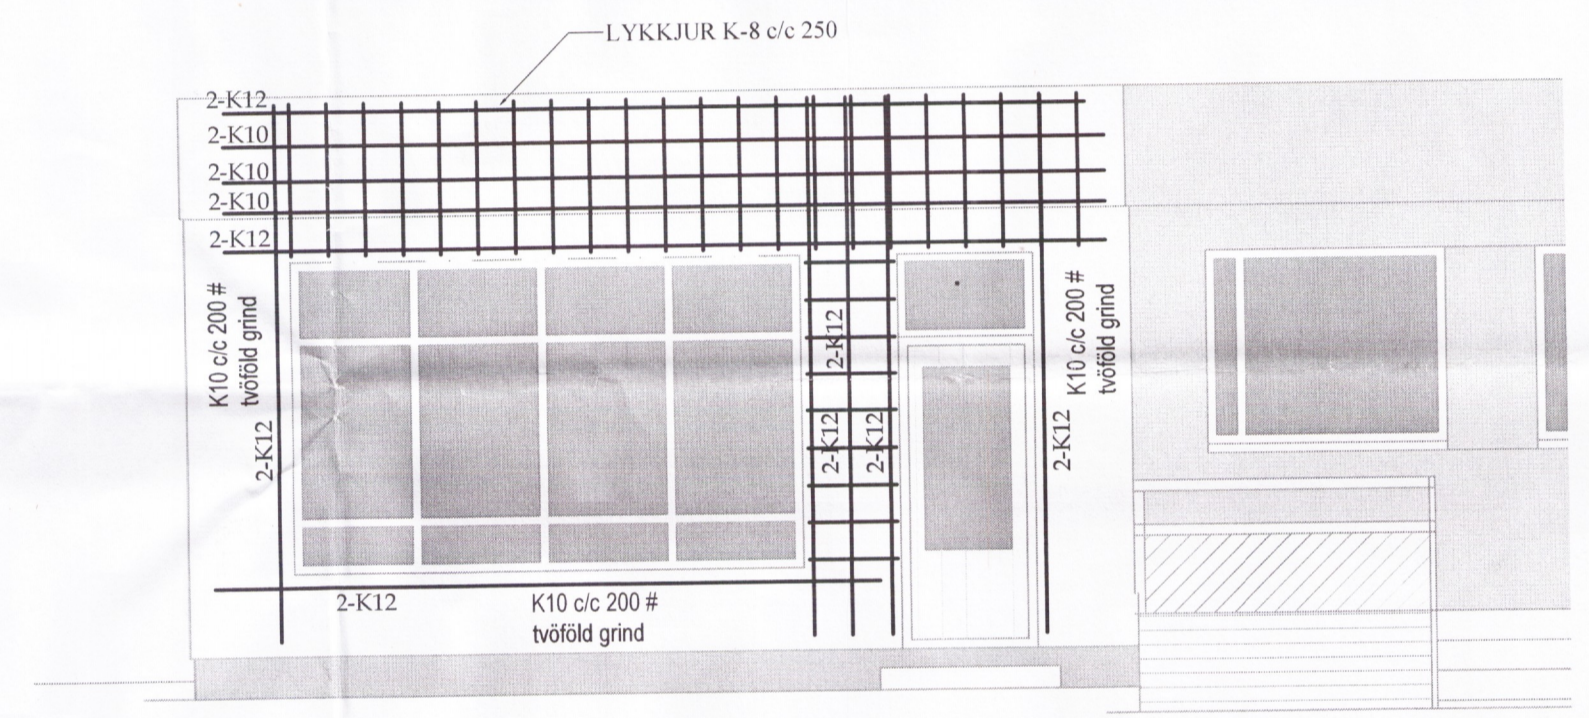 LYKKJUR K-8 c/c 250
2-K12
2-K10
2-K10
2-K10
2-K12
K10 c/c 200 #
tvöföld grind
2-K12
2-K12
2-K12
2-K12
K10 c/c 200 #
tvöföld grind
2-K12
2-K12
K10 c/c 200 #
tvöföld grind